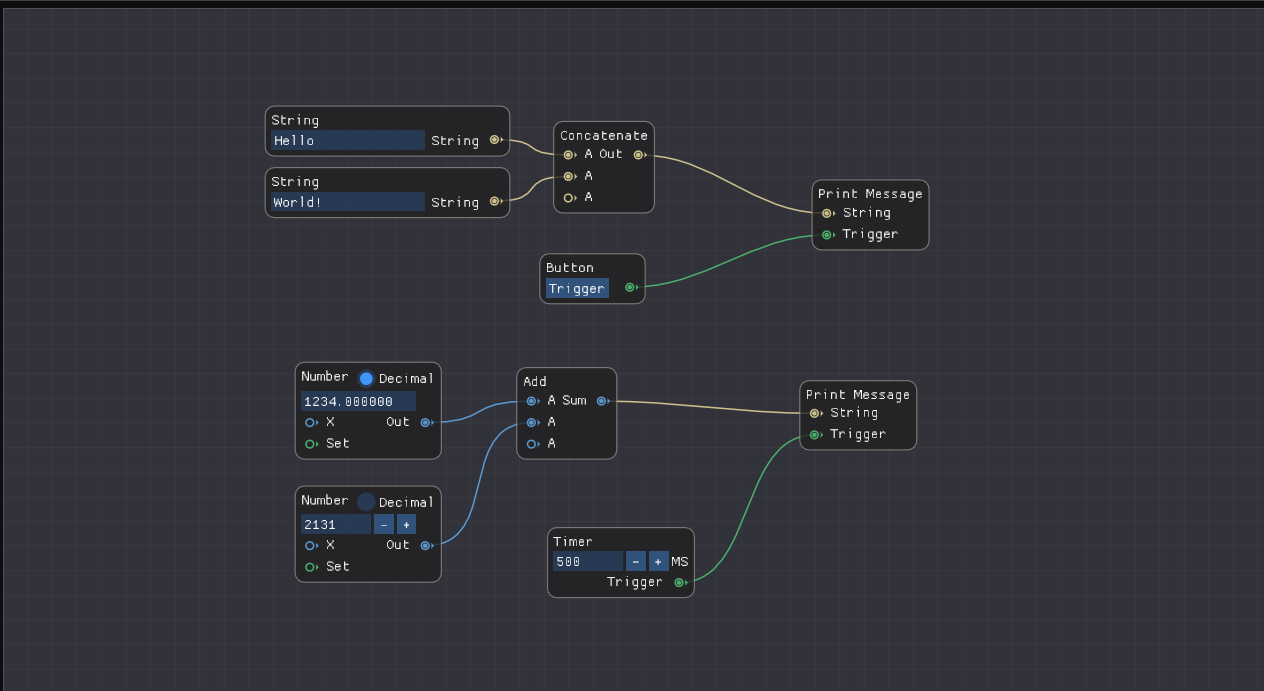 String
Hello String
String
World! String
Concatenate
A Out
A
A
Print Message
String
Trigger
Button
Trigger
Number Decimal
1234.000000
X Out
Set
Add
A Sum
A
A
Print Message
String
Trigger
Number Decimal
2131 - +
X Out
Set
Timer
500 - + MS
Trigger